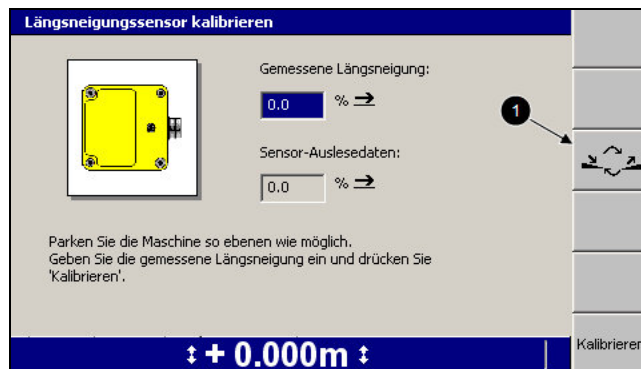 Längsneigungssensor kalibrieren
Gemessene Längsneigung:
0.0 %
1
Sensor-Auslesedaten:
0.0 %
Parken Sie die Maschine so ebenen wie möglich.
Geben Sie die gemessene Längsneigung ein und drücken Sie
'Kalibrieren'.
+ 0.000m
Kalibrieren